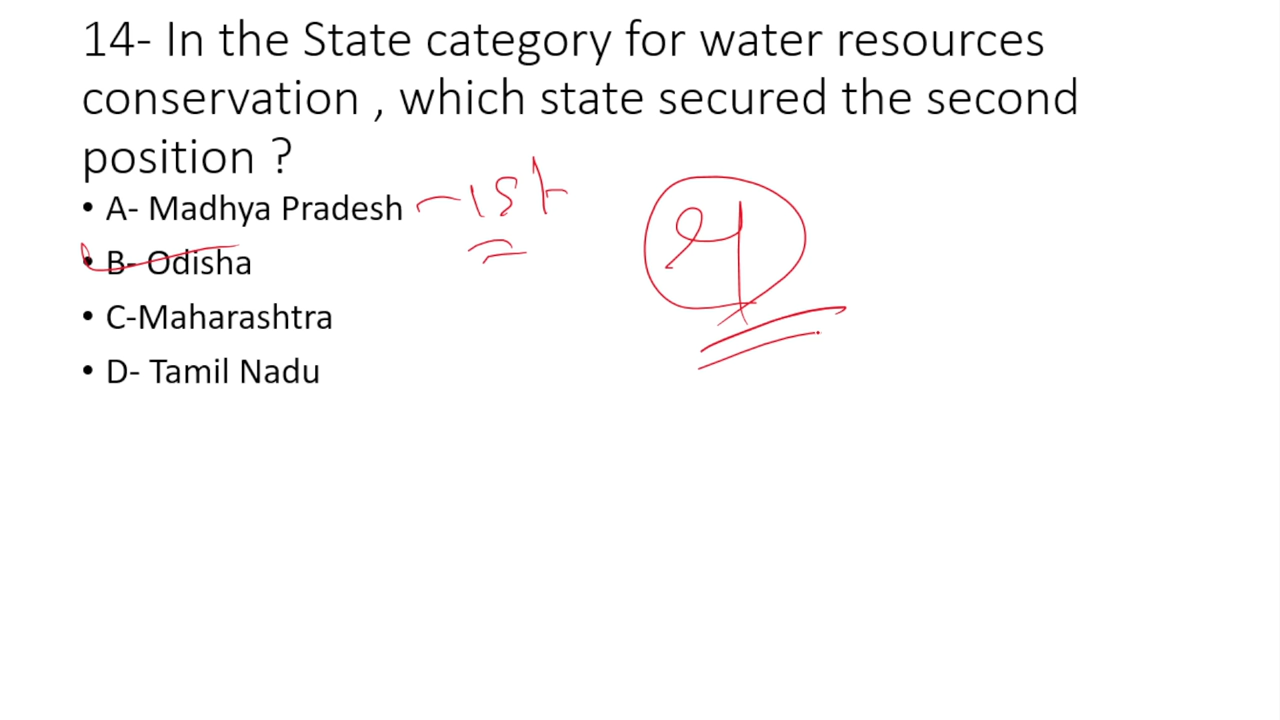 14- In the State category for water resources
conservation , which state secured the second
position ?
• A- Madhya Pradesh - 1st
• B- Odisha
• C-Maharashtra
• D- Tamil Nadu